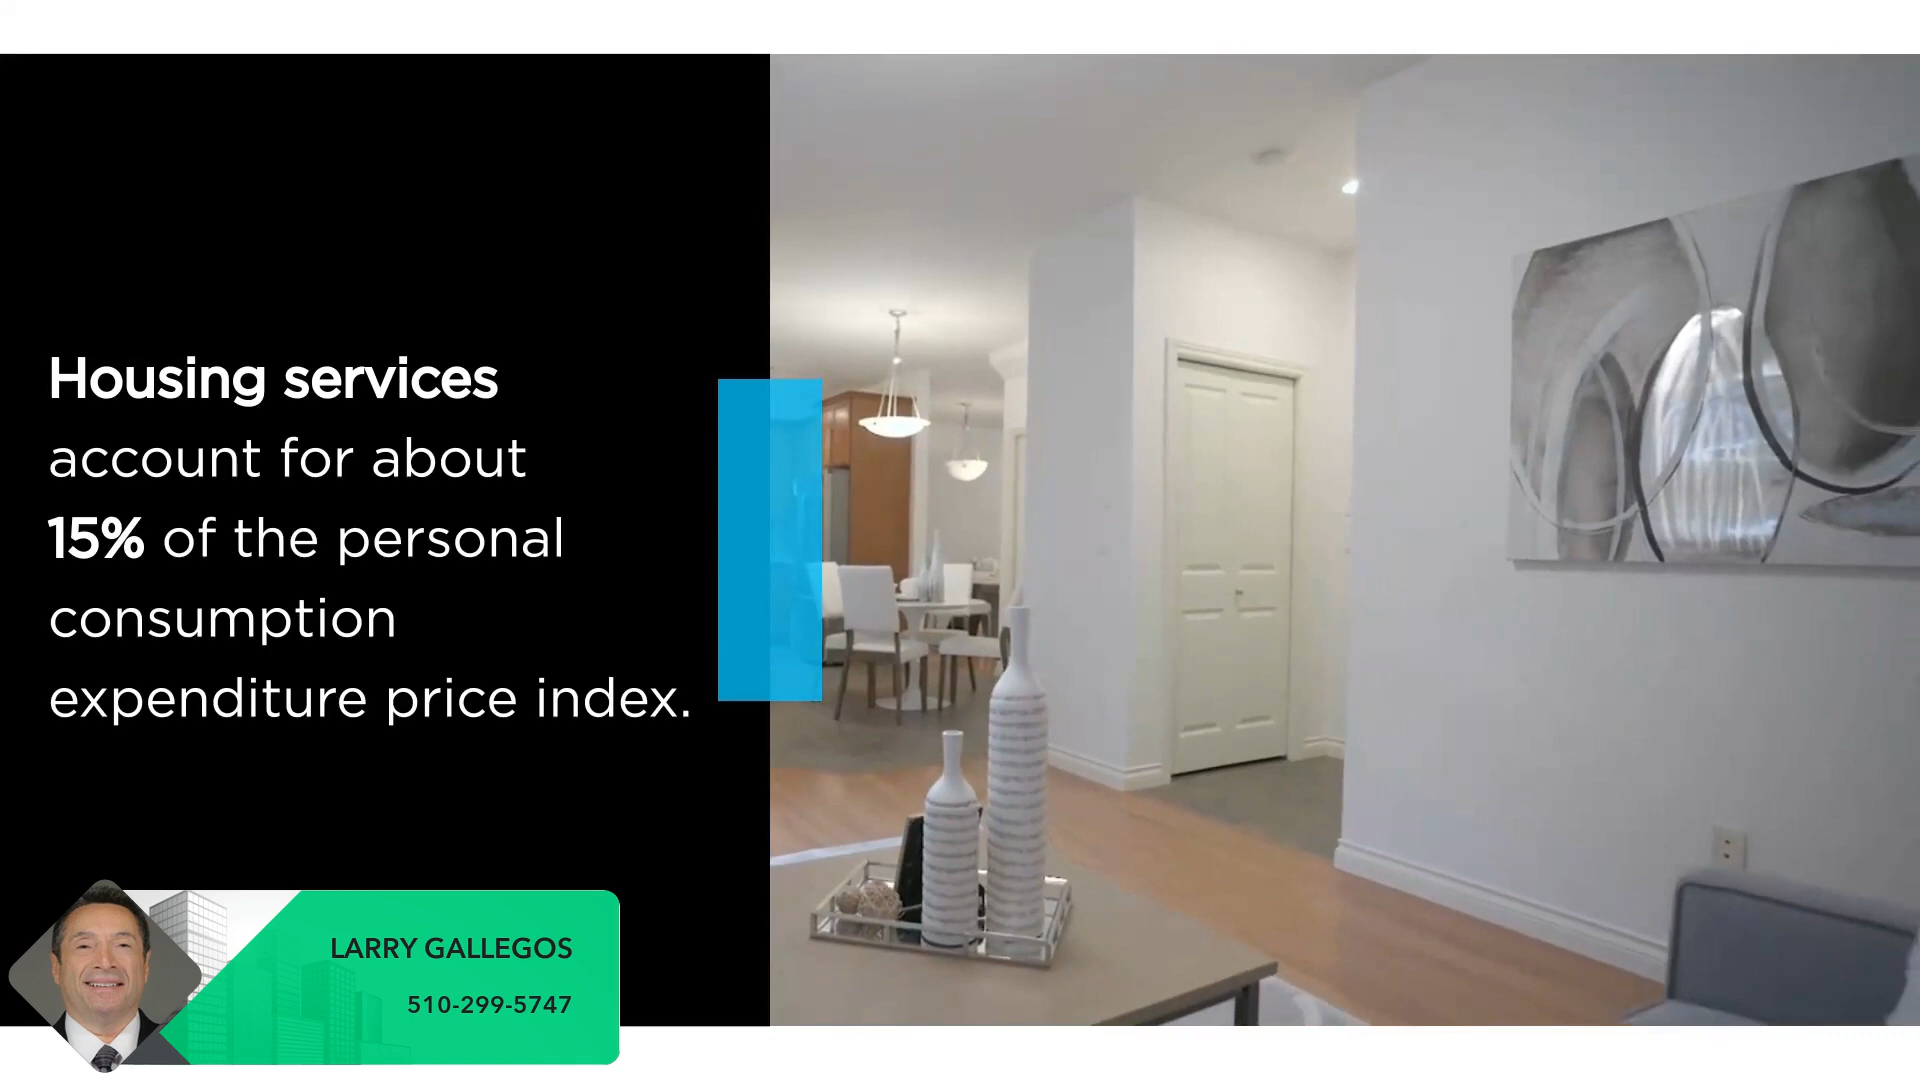 Housing services
account for about
15% of the personal
consumption
expenditure price index.
LARRY GALLEGOS
510-299-5747